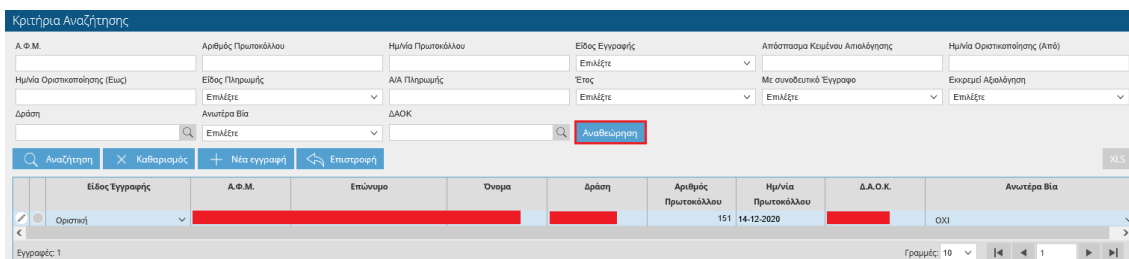 Κριτήρια Αναζήτησης
Α.Φ.Μ. Αριθμός Πρωτοκόλλου Ημ/νία Πρωτοκόλλου Είδος Εγγραφής Απόσπασμα Κειμένου Αιτιολόγησης Ημ/νία Οριστικοποίησης (Από)
Επιλέξτε
Ημ/νία Οριστικοποίησης (Εως) Είδος Πληρωμής Α/Α Πληρωμής Έτος Με συνοδευτικό Έγγραφο Εκκρεμεί Αξιολόγηση
Επιλέξτε Επιλέξτε Επιλέξτε Επιλέξτε
Δράση Ανωτέρα Βία ΔΑΟΚ
Επιλέξτε Αναθεώρηση
Αναζήτηση Καθαρισμός Νέα εγγραφή Επιστροφή XLS
Είδος Έγγραφής Α.Φ.Μ. Επώνυμο Όνομα Δράση Αριθμός Ημ/νία Δ.Α.Ο.Κ. Ανωτέρα Βία
Πρωτοκόλλου Πρωτοκόλλου
Οριστική 151 14-12-2020 ΟΧΙ
Εγγραφές: 1 Γραμμές: 10 1